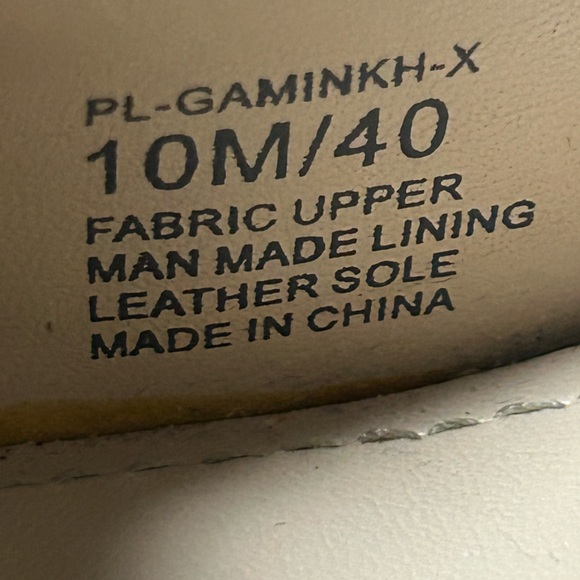 PL-GAMINKH-X
10M/40
FABRIC UPPER
MAN MADE LINING
LEATHER SOLE
MADE IN CHINA